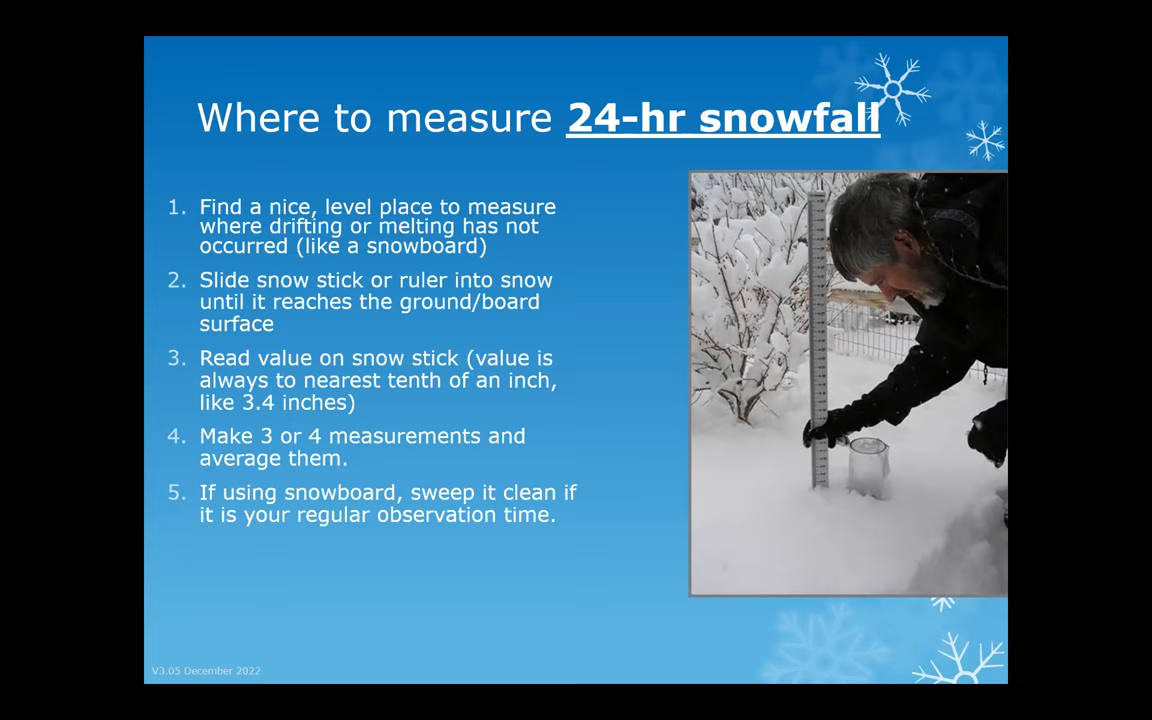 Where to measure 24-hr snowfall
1. Find a nice, level place to measure
where drifting or melting has not
occurred (like a snowboard)
2. Slide snow stick or ruler into snow
until it reaches the ground/board
surface
3. Read value on snow stick (value is
always to nearest tenth of an inch,
like 3.4 inches)
4. Make 3 or 4 measurements and
average them.
5. If using snowboard, sweep it clean if
it is your regular observation time.
V3.05 December 2022